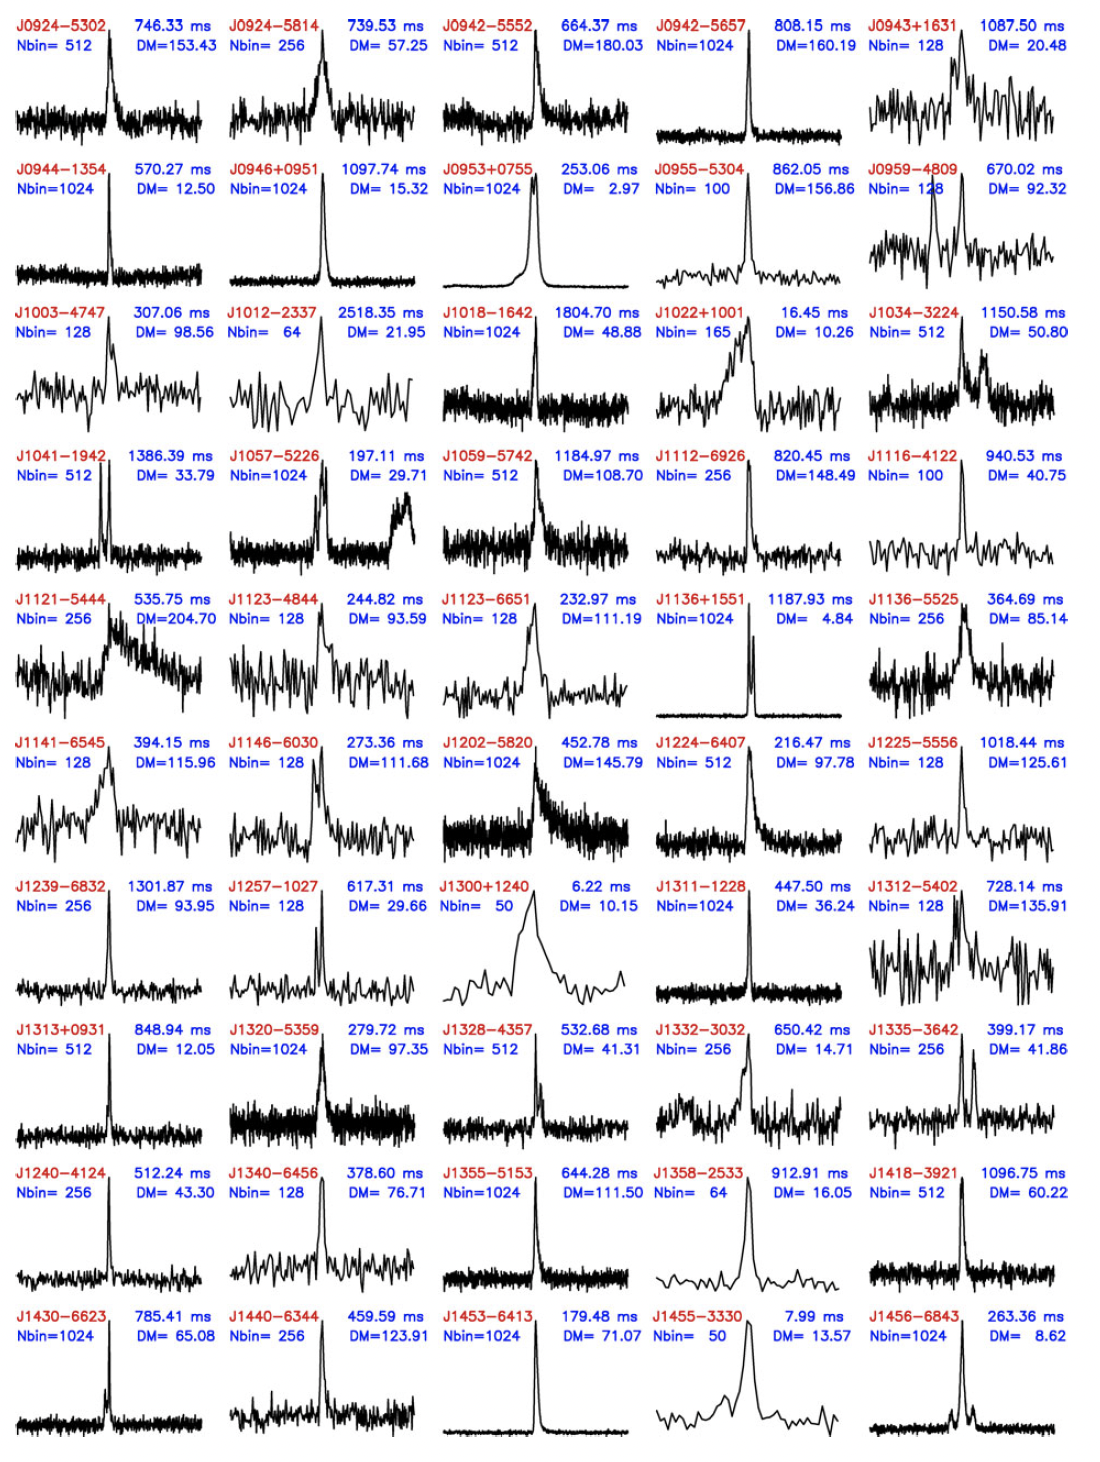 J0924-5302 746.33 ms J0924-5814 739.53 ms J0942-5552 664.37 ms J0942-5657 808.15 ms J0943+1631 1087.50 ms
Nbin= 512 DM=153.43 Nbin= 256 DM= 57.25 Nbin= 512 DM=180.03 Nbin=1024 DM=160.19 Nbin= 128 DM= 20.48
J0944-1354 570.27 ms J0946+0951 1097.74 ms J0953+0755 253.06 ms J0955-5304 862.05 ms J0959-4809 670.02 ms
Nbin=1024 DM= 12.50 Nbin=1024 DM= 15.32 Nbin=1024 DM= 2.97 Nbin= 100 DM=156.86 Nbin= 128 DM= 92.32
J1003-4747 307.06 ms J1012-2337 2518.35 ms J1018-1642 1804.70 ms J1022+1001 16.45 ms J1034-3224 1150.58 ms
Nbin= 128 DM= 98.56 Nbin= 64 DM= 21.95 Nbin=1024 DM= 48.88 Nbin= 165 DM= 10.26 Nbin= 512 DM= 50.80
J1041-1942 1386.39 ms J1057-5226 197.11 ms J1059-5742 1184.97 ms J1112-6926 820.45 ms J1116-4122 940.53 ms
Nbin= 512 DM= 33.79 Nbin=1024 DM= 29.71 Nbin= 512 DM=108.70 Nbin= 256 DM=148.49 Nbin= 100 DM= 40.75
J1121-5444 535.75 ms J1123-4844 244.82 ms J1123-6651 232.97 ms J1136+1551 1187.93 ms J1136-5525 364.69 ms
Nbin= 256 DM=204.70 Nbin= 128 DM= 93.59 Nbin= 128 DM=111.19 Nbin=1024 DM= 4.84 Nbin= 256 DM= 85.14
J1141-6545 394.15 ms J1146-6030 273.36 ms J1202-5820 452.78 ms J1224-6407 216.47 ms J1225-5556 1018.44 ms
Nbin= 128 DM=115.96 Nbin= 128 DM=111.68 Nbin=1024 DM=145.79 Nbin= 512 DM= 97.78 Nbin= 128 DM=125.61
J1239-6832 1301.87 ms J1257-1027 617.31 ms J1300+1240 6.22 ms J1311-1228 447.50 ms J1312-5402 728.14 ms
Nbin= 256 DM= 93.95 Nbin= 128 DM= 29.66 Nbin= 50 DM= 10.15 Nbin=1024 DM= 36.24 Nbin= 128 DM=135.91
J1313+0931 848.94 ms J1320-5359 279.72 ms J1328-4357 532.68 ms J1332-3032 650.42 ms J1335-3642 399.17 ms
Nbin= 512 DM= 12.05 Nbin=1024 DM= 97.35 Nbin= 512 DM= 41.31 Nbin= 256 DM= 14.71 Nbin= 256 DM= 41.86
J1240-4124 512.24 ms J1340-6456 378.60 ms J1355-5153 644.28 ms J1358-2533 912.91 ms J1418-3921 1096.75 ms
Nbin= 256 DM= 43.30 Nbin= 128 DM= 76.71 Nbin=1024 DM=111.50 Nbin= 64 DM= 16.05 Nbin= 512 DM= 60.22
J1430-6623 785.41 ms J1440-6344 459.59 ms J1453-6413 179.48 ms J1455-3330 7.99 ms J1456-6843 263.36 ms
Nbin=1024 DM= 65.08 Nbin= 256 DM=123.91 Nbin=1024 DM= 71.07 Nbin= 50 DM= 13.57 Nbin=1024 DM= 8.62